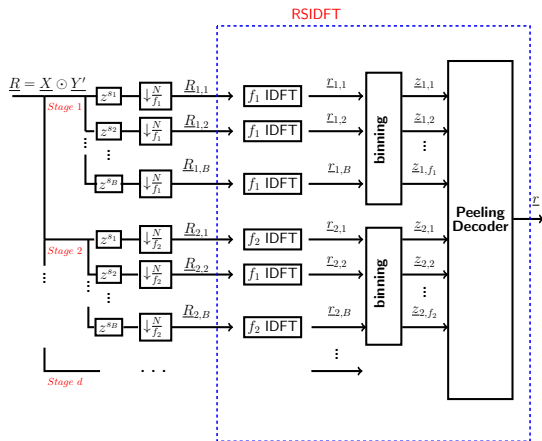 RSIDFT
R = X ⊙ Y′
Stage 1
z^{s_1} ↓ N/f_1 R_{1,1} f_1 IDFT r_{1,1} z_{1,1}
z^{s_2} ↓ N/f_1 R_{1,2} f_1 IDFT r_{1,2} z_{1,2}
⋮ ⋮ ⋮
z^{s_B} ↓ N/f_1 R_{1,B} f_1 IDFT r_{1,B} z_{1,f_1}
binning
Stage 2
z^{s_1} ↓ N/f_2 R_{2,1} f_2 IDFT r_{2,1} z_{2,1}
z^{s_2} ↓ N/f_2 R_{2,2} f_1 IDFT r_{2,2} z_{2,2}
⋮ ⋮ ⋮
z^{s_B} ↓ N/f_2 R_{2,B} f_2 IDFT r_{2,B} z_{2,f_2}
binning
Peeling
Decoder
r
⋮
Stage d
· · ·